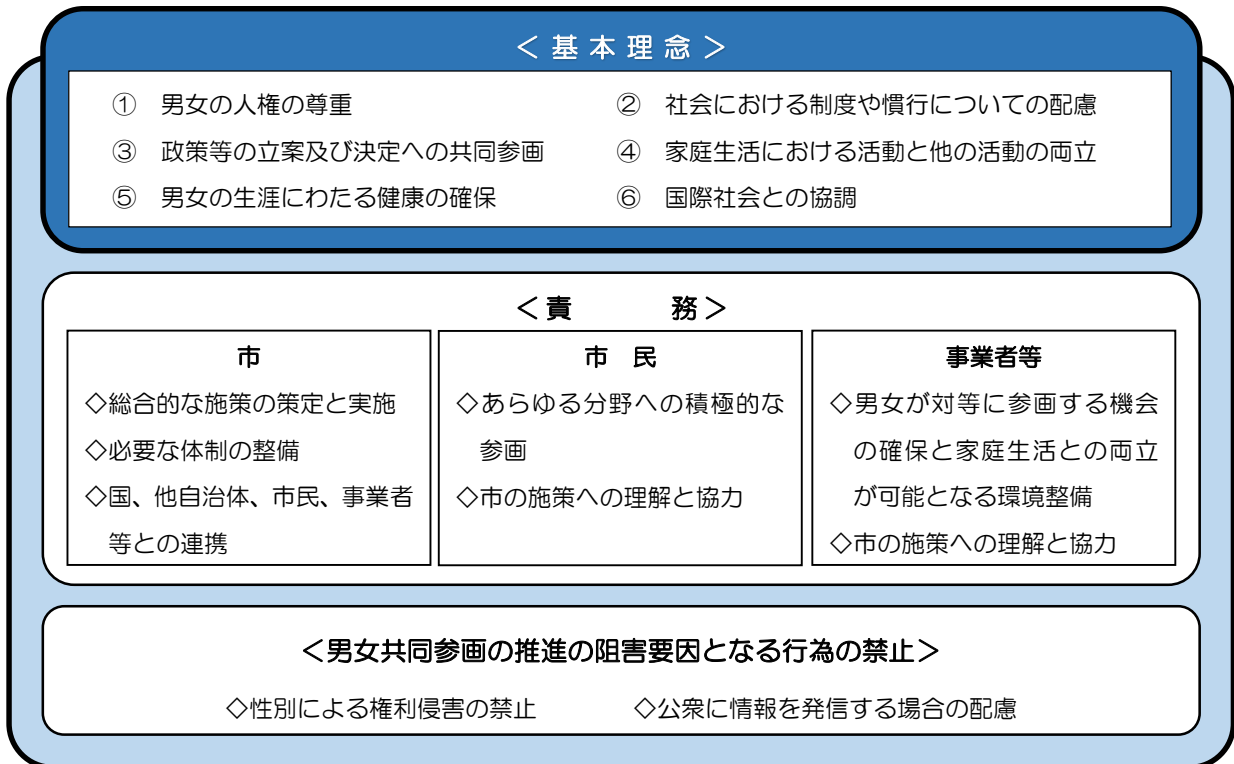 ＜基本理念＞
① 男女の人権の尊重
② 社会における制度や慣行についての配慮
③ 政策等の立案及び決定への共同参画
④ 家庭生活における活動と他の活動の両立
⑤ 男女の生涯にわたる健康の確保
⑥ 国際社会との協調
＜責　　務＞
市
◇総合的な施策の策定と実施
◇必要な体制の整備
◇国、他自治体、市民、事業者
等との連携
市　民
◇あらゆる分野への積極的な
参画
◇市の施策への理解と協力
事業者等
◇男女が対等に参画する機会
の確保と家庭生活との両立
が可能となる環境整備
◇市の施策への理解と協力
＜男女共同参画の推進の阻害要因となる行為の禁止＞
◇性別による権利侵害の禁止　　◇公衆に情報を発信する場合の配慮